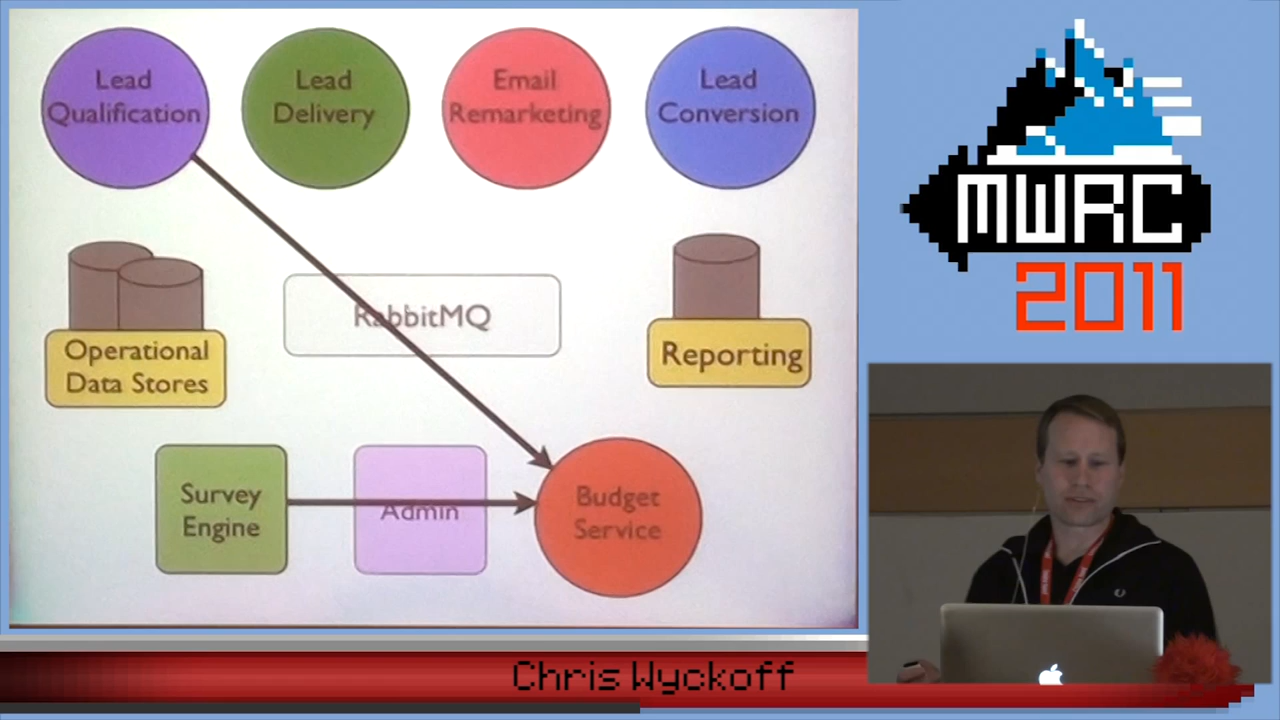 Lead
Qualification
Lead
Delivery
Email
Remarketing
Lead
Conversion
RabbitMQ
Operational
Data Stores
Reporting
Survey
Engine
Admin
Budget
Service
MWRC
2011
Chris Wyckoff